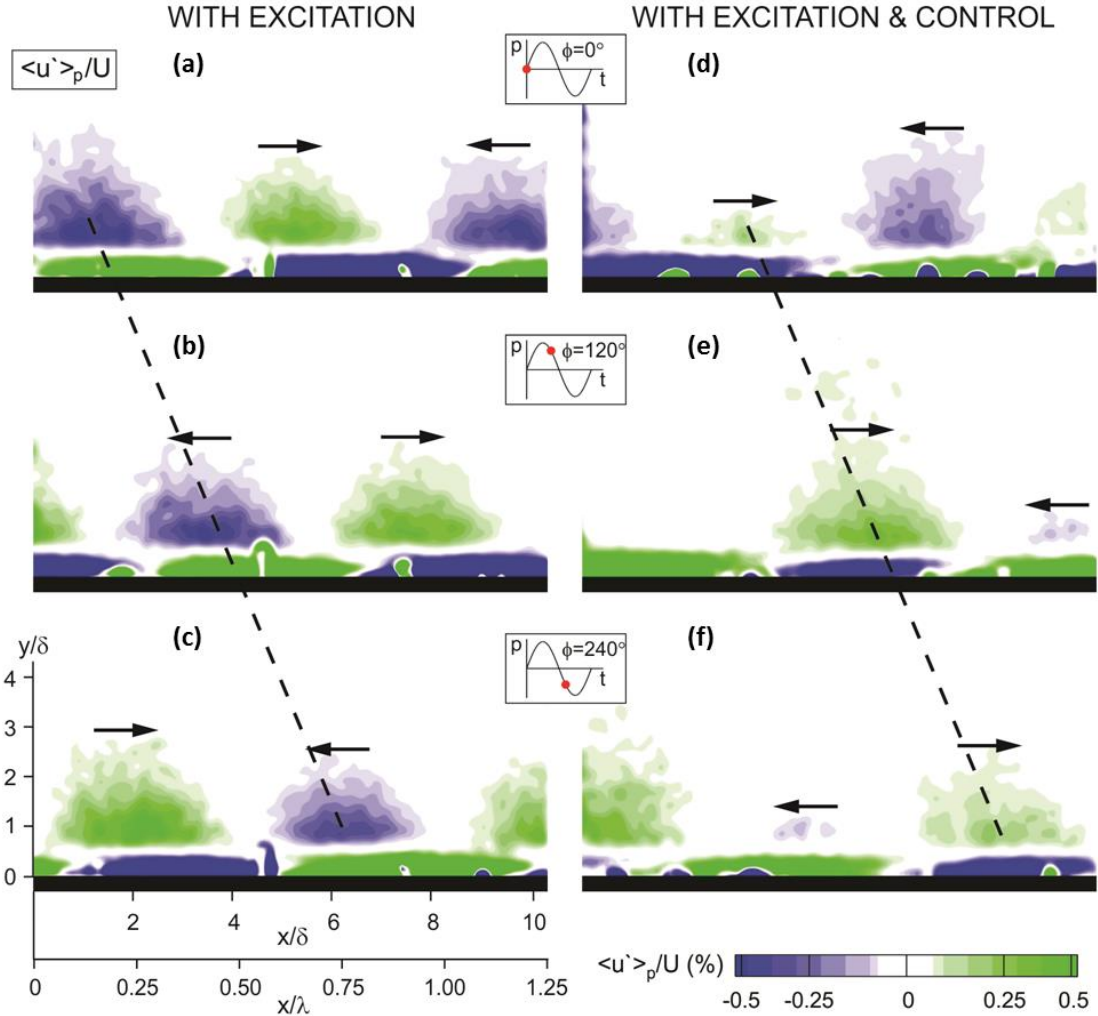 WITH EXCITATION
WITH EXCITATION & CONTROL
<u`>p/U
(a)
p ϕ=0° t
(d)
(b)
p ϕ=120° t
(e)
(c)
p ϕ=240° t
(f)
y/δ
4
3
2
1
0
2 4 6 8 10
x/δ
0 0.25 0.50 0.75 1.00 1.25
x/λ
<u`>p/U (%)
-0.5 -0.25 0 0.25 0.5